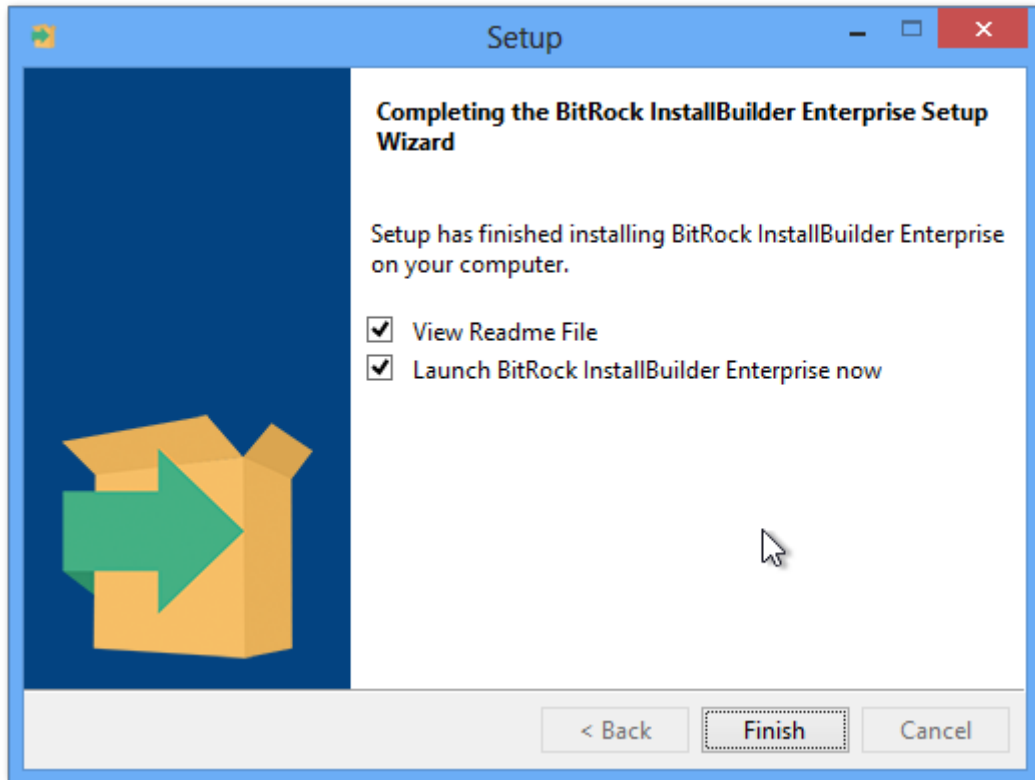 Setup
Completing the BitRock InstallBuilder Enterprise Setup
Wizard
Setup has finished installing BitRock InstallBuilder Enterprise
on your computer.
View Readme File
Launch BitRock InstallBuilder Enterprise now
< Back
Finish
Cancel